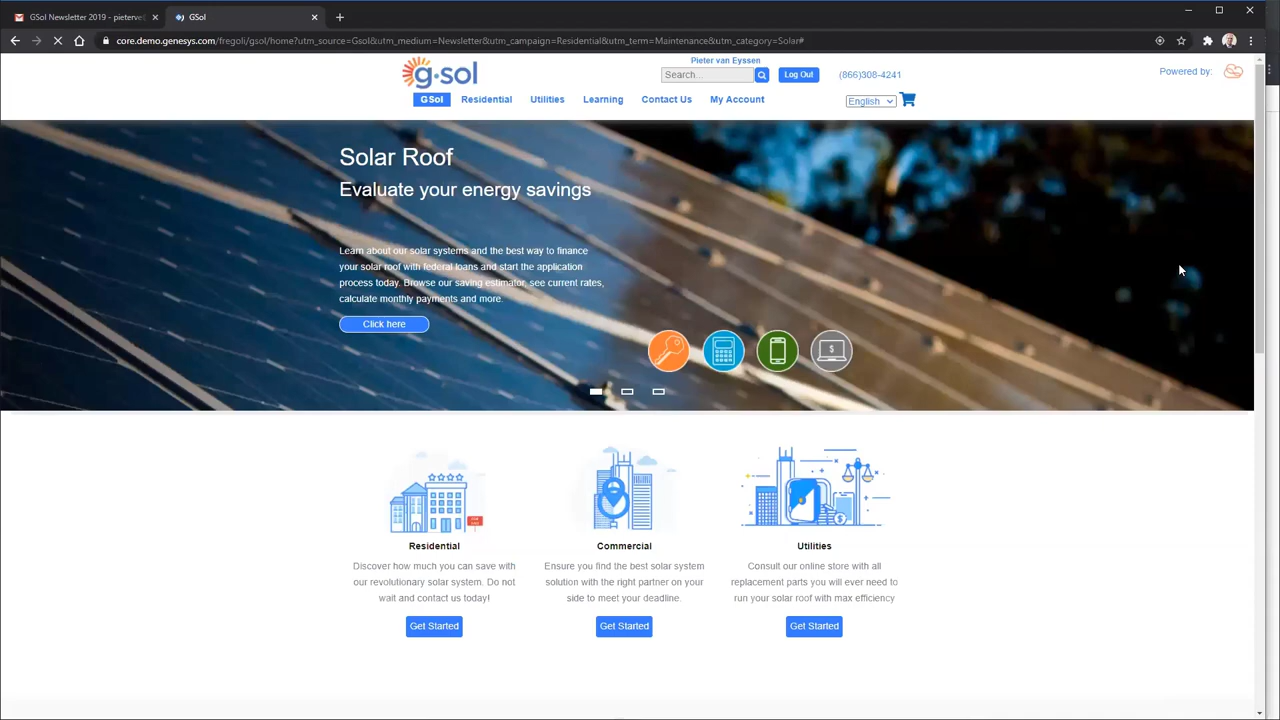 GSol Newsletter 2019 - pieterve
GSol
core.demo.genesys.com/fregoli/gsol/home?utm_source=Gsol&utm_medium=Newsletter&utm_campaign=Residential&utm_term=Maintenance&utm_category=Solar#
g·sol
Pieter van Eyssen
Search...
Log Out
(866)308-4241
Powered by:
GSol
Residential
Utilities
Learning
Contact Us
My Account
English
Solar Roof
Evaluate your energy savings
Learn about our solar systems and the best way to finance
your solar roof with federal loans and start the application
process today. Browse our saving estimator, see current rates,
calculate monthly payments and more.
Click here
Residential
Discover how much you can save with
our revolutionary solar system. Do not
wait and contact us today!
Get Started
Commercial
Ensure you find the best solar system
solution with the right partner on your
side to meet your deadline.
Get Started
Utilities
Consult our online store with all
replacement parts you will ever need to
run your solar roof with max efficiency
Get Started